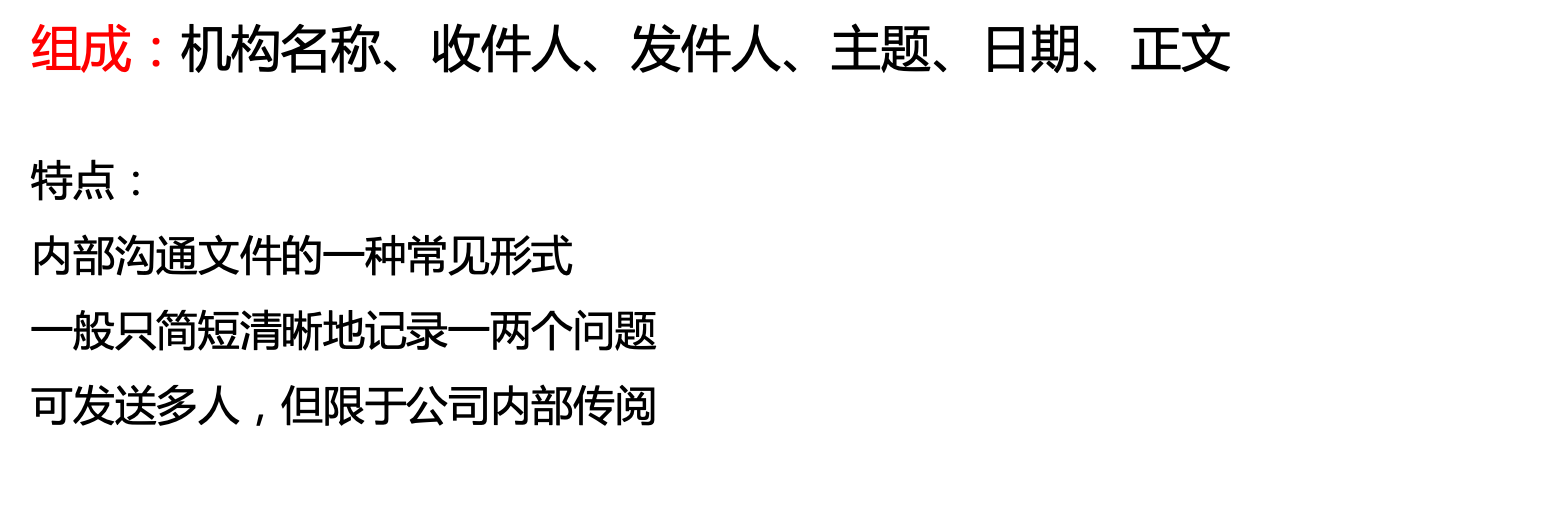 组成：机构名称、收件人、发件人、主题、日期、正文
特点：
内部沟通文件的一种常见形式
一般只简短清晰地记录一两个问题
可发送多人，但限于公司内部传阅